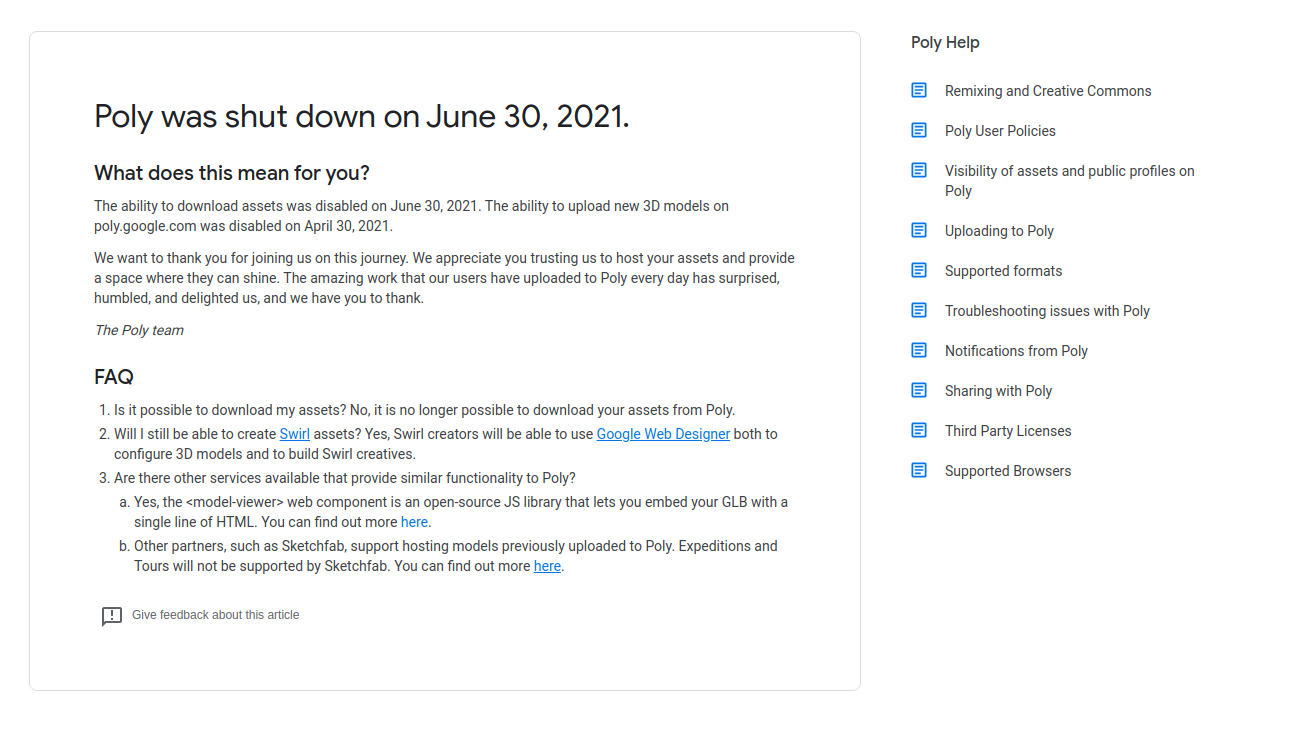 Poly was shut down on June 30, 2021.
What does this mean for you?
The ability to download assets was disabled on June 30, 2021. The ability to upload new 3D models on
poly.google.com was disabled on April 30, 2021.
We want to thank you for joining us on this journey. We appreciate you trusting us to host your assets and provide
a space where they can shine. The amazing work that our users have uploaded to Poly every day has surprised,
humbled, and delighted us, and we have you to thank.
The Poly team
FAQ
1. Is it possible to download my assets? No, it is no longer possible to download your assets from Poly.
2. Will I still be able to create Swirl assets? Yes, Swirl creators will be able to use Google Web Designer both to
configure 3D models and to build Swirl creatives.
3. Are there other services available that provide similar functionality to Poly?
a. Yes, the <model-viewer> web component is an open-source JS library that lets you embed your GLB with a
single line of HTML. You can find out more here.
b. Other partners, such as Sketchfab, support hosting models previously uploaded to Poly. Expeditions and
Tours will not be supported by Sketchfab. You can find out more here.
Give feedback about this article
Poly Help
Remixing and Creative Commons
Poly User Policies
Visibility of assets and public profiles on
Poly
Uploading to Poly
Supported formats
Troubleshooting issues with Poly
Notifications from Poly
Sharing with Poly
Third Party Licenses
Supported Browsers